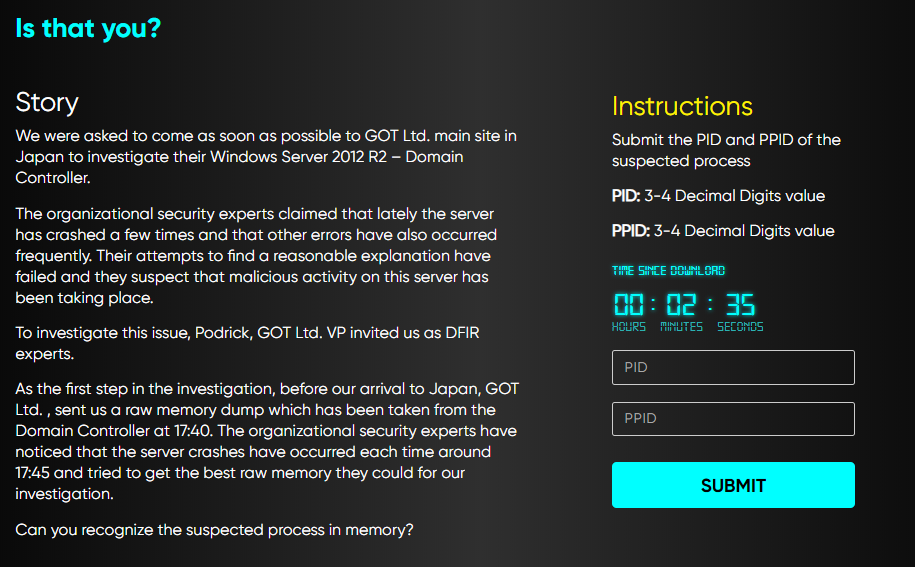 Is that you?
Story
We were asked to come as soon as possible to GOT Ltd. main site in
Japan to investigate their Windows Server 2012 R2 – Domain
Controller.
The organizational security experts claimed that lately the server
has crashed a few times and that other errors have also occurred
frequently. Their attempts to find a reasonable explanation have
failed and they suspect that malicious activity on this server has
been taking place.
To investigate this issue, Podrick, GOT Ltd. VP invited us as DFIR
experts.
As the first step in the investigation, before our arrival to Japan, GOT
Ltd. , sent us a raw memory dump which has been taken from the
Domain Controller at 17:40. The organizational security experts have
noticed that the server crashes have occurred each time around
17:45 and tried to get the best raw memory they could for our
investigation.
Can you recognize the suspected process in memory?
Instructions
Submit the PID and PPID of the
suspected process
PID: 3-4 Decimal Digits value
PPID: 3-4 Decimal Digits value
TIME SINCE DOWNLOAD
00 : 02 : 35
HOURS MINUTES SECONDS
PID
PPID
SUBMIT